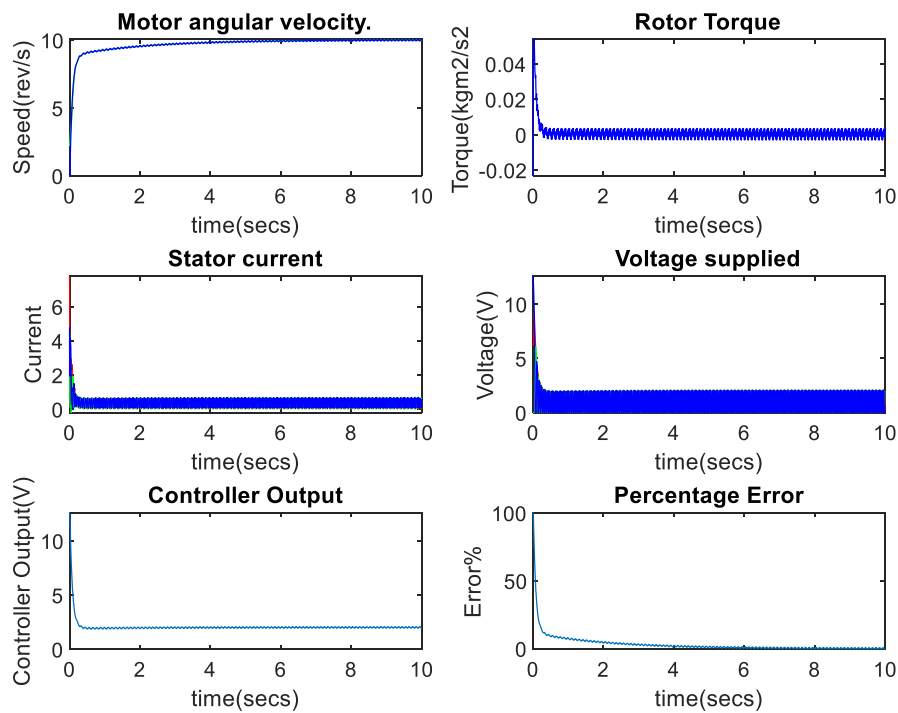 Motor angular velocity.
Speed(rev/s)
10
5
0
0 2 4 6 8 10
time(secs)
Rotor Torque
Torque(kgm2/s2
0.04
0.02
0
-0.02
0 2 4 6 8 10
time(secs)
Stator current
Current
6
4
2
0
0 2 4 6 8 10
time(secs)
Voltage supplied
Voltage(V)
10
5
0
0 2 4 6 8 10
time(secs)
Controller Output
Controller Output(V)
10
5
0
0 2 4 6 8 10
time(secs)
Percentage Error
Error%
100
50
0
0 2 4 6 8 10
time(secs)